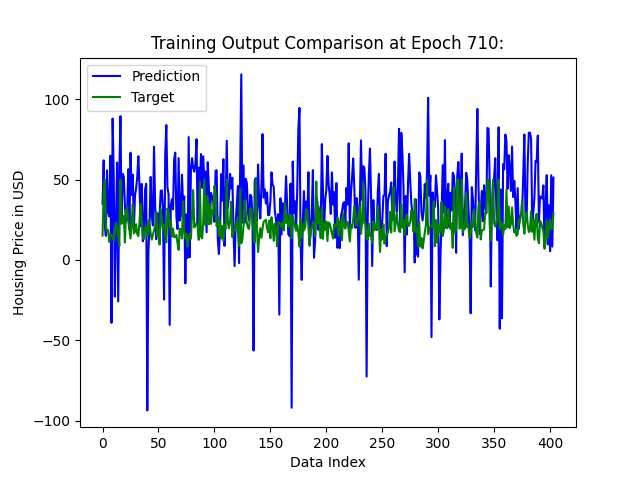 Training Output Comparison at Epoch 710:
Prediction
Target
Housing Price in USD
100
50
0
−50
−100
0 50 100 150 200 250 300 350 400
Data Index